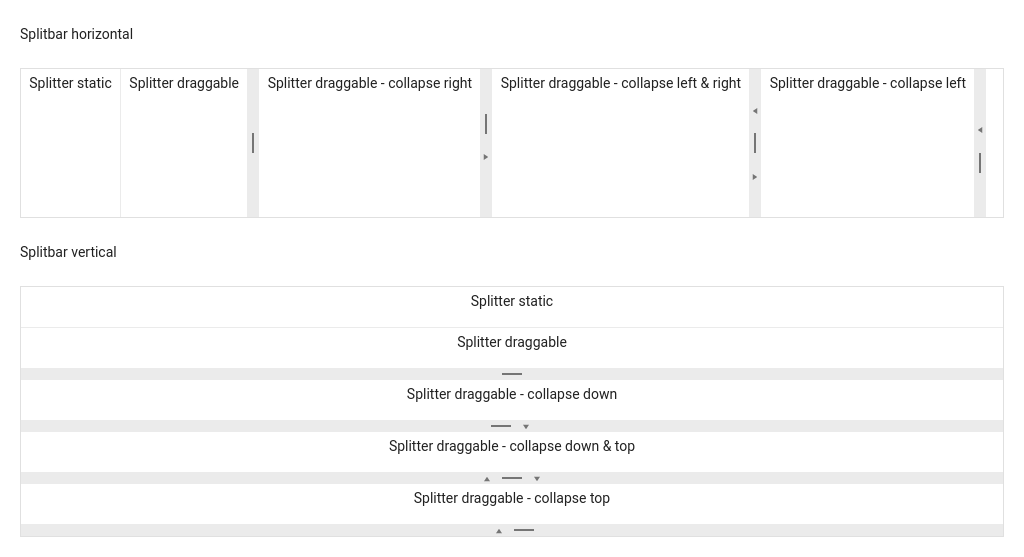 Splitbar horizontal
Splitter static
Splitter draggable
Splitter draggable - collapse right
Splitter draggable - collapse left & right
Splitter draggable - collapse left
Splitbar vertical
Splitter static
Splitter draggable
Splitter draggable - collapse down
Splitter draggable - collapse down & top
Splitter draggable - collapse top